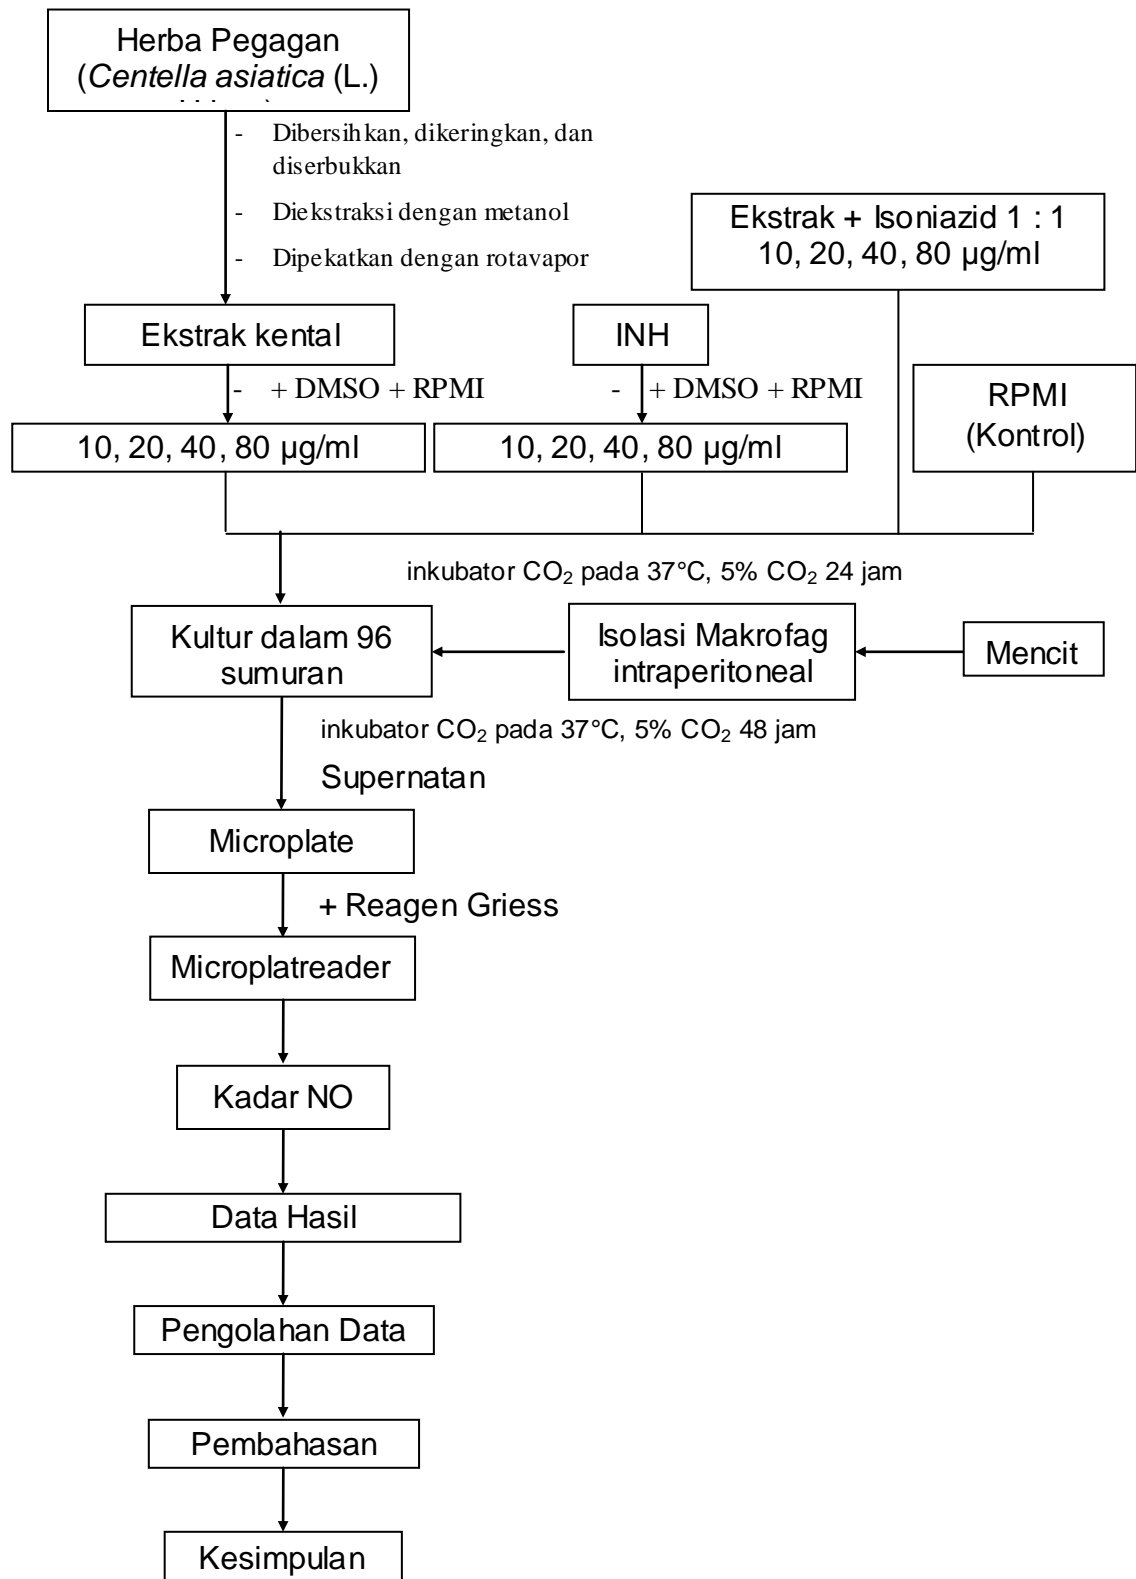 Herba Pegagan
(Centella asiatica (L.)
- Dibersihkan, dikeringkan, dan
diserbukkan
- Diekstraksi dengan metanol
- Dipekatkan dengan rotavapor
Ekstrak + Isoniazid 1 : 1
10, 20, 40, 80 µg/ml
Ekstrak kental
INH
- + DMSO + RPMI
- + DMSO + RPMI
RPMI
(Kontrol)
10, 20, 40, 80 µg/ml
10, 20, 40, 80 µg/ml
inkubator CO₂ pada 37°C, 5% CO₂ 24 jam
Kultur dalam 96
sumuran
Isolasi Makrofag
intraperitoneal
Mencit
inkubator CO₂ pada 37°C, 5% CO₂ 48 jam
Supernatan
Microplate
+ Reagen Griess
Microplatreader
Kadar NO
Data Hasil
Pengolahan Data
Pembahasan
Kesimpulan